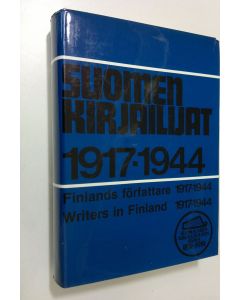 SUOMEN
KIRJAILIJAT
1917-1944
Finlands författare 1917-1944
Writers in Finland 1917-1944